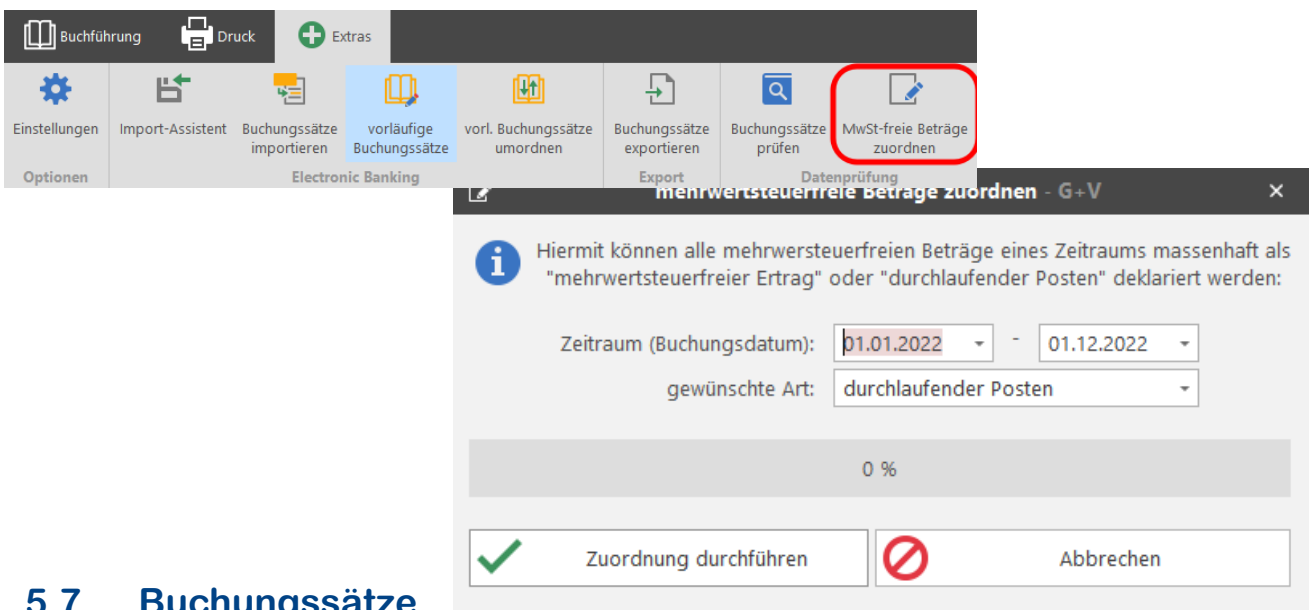 Buchführung Druck Extras
Einstellungen Import-Assistent Buchungssätze importieren vorläufige Buchungssätze vorl. Buchungssätze umordnen Buchungssätze exportieren Buchungssätze prüfen MwSt-freie Beträge zuordnen
Optionen Electronic Banking Export Datenprüfung
mehrwertsteuerfreie Beträge zuordnen - G+V
Hiermit können alle mehrwersteuerfreien Beträge eines Zeitraums massenhaft als
"mehrwertsteuerfreier Ertrag" oder "durchlaufender Posten" deklariert werden:
Zeitraum (Buchungsdatum): 01.01.2022 - 01.12.2022
gewünschte Art: durchlaufender Posten
0 %
Zuordnung durchführen Abbrechen
5.7 Buchungssätze